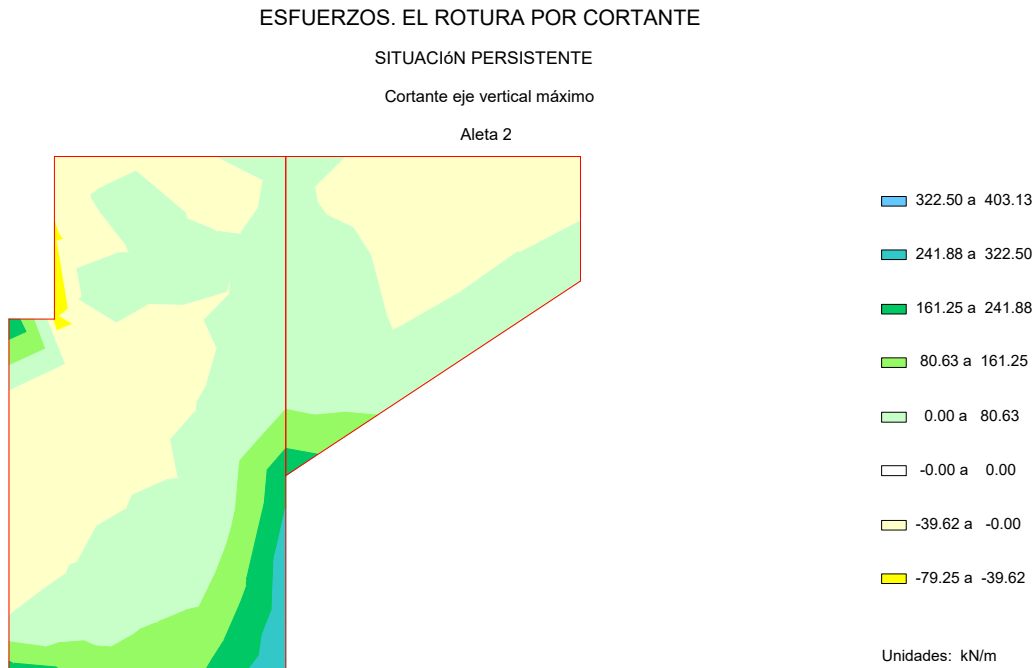 ESFUERZOS. EL ROTURA POR CORTANTE
SITUACIóN PERSISTENTE
Cortante eje vertical máximo
Aleta 2
322.50 a 403.13
241.88 a 322.50
161.25 a 241.88
80.63 a 161.25
0.00 a 80.63
-0.00 a 0.00
-39.62 a -0.00
-79.25 a -39.62
Unidades: kN/m